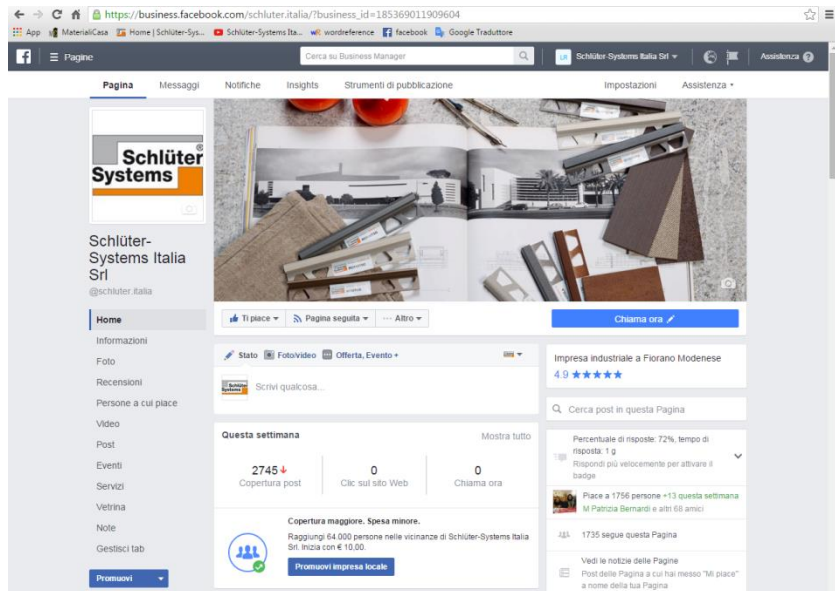 https://business.facebook.com/schluter.italia/?business_id=185369011909604
App MaterialiCasa Home | Schlüter-Sys... Schlüter-Systems Ita... wordreference facebook Google Traduttore
Pagine Cerca su Business Manager Schlüter-Systems Italia Srl Assistenza
Pagina Messaggi Notifiche Insights Strumenti di pubblicazione Impostazioni Assistenza
Schlüter®
Systems
Schlüter-
Systems Italia
Srl
@schluter.italia
Home
Informazioni
Foto
Recensioni
Persone a cui piace
Video
Post
Eventi
Servizi
Vetrina
Note
Gestisci tab
Promuovi
Ti piace Pagina seguita ··· Altro Chiama ora
Stato Foto/video Offerta, Evento +
Scrivi qualcosa...
Questa settimana Mostra tutto
2745 0 0
Copertura post Clic sul sito Web Chiama ora
Copertura maggiore. Spesa minore.
Raggiungi 64.000 persone nelle vicinanze di Schlüter-Systems Italia
Srl. Inizia con € 10,00.
Promuovi impresa locale
Impresa industriale a Fiorano Modenese
4.9 ★★★★★
Cerca post in questa Pagina
Percentuale di risposte: 72%, tempo di
risposta: 1 g
Rispondi più velocemente per attivare il
badge
Piace a 1756 persone +13 questa settimana
M Patrizia Bernardi e altri 68 amici
1735 segue questa Pagina
Vedi le notizie delle Pagine
Post delle Pagina a cui hai messo "Mi piace"
a nome della tua Pagina